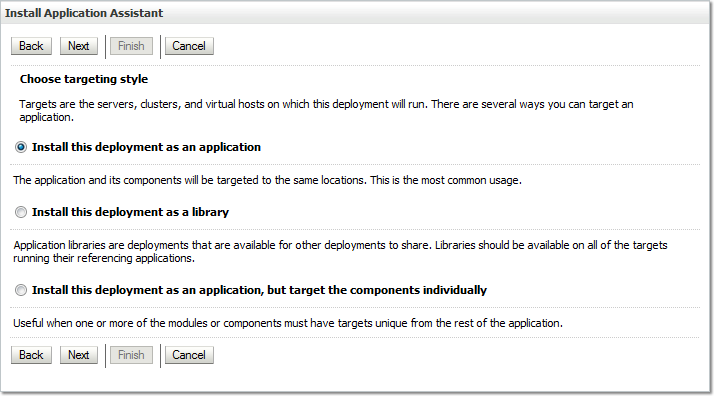 Install Application Assistant
Back Next Finish Cancel
Choose targeting style
Targets are the servers, clusters, and virtual hosts on which this deployment will run. There are several ways you can target an
application.
Install this deployment as an application
The application and its components will be targeted to the same locations. This is the most common usage.
Install this deployment as a library
Application libraries are deployments that are available for other deployments to share. Libraries should be available on all of the targets
running their referencing applications.
Install this deployment as an application, but target the components individually
Useful when one or more of the modules or components must have targets unique from the rest of the application.
Back Next Finish Cancel